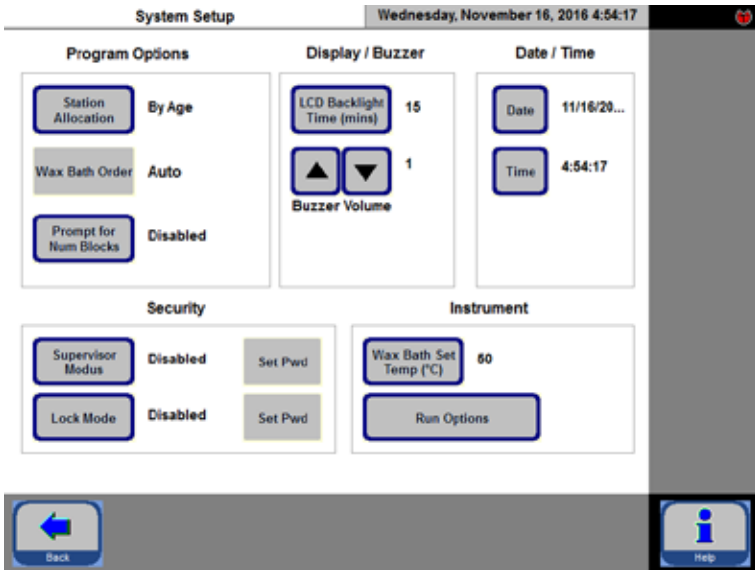 System Setup
Wednesday, November 16, 2016 4:54:17
Program Options
Display / Buzzer
Date / Time
Station
Allocation
By Age
LCD Backlight
Time (mins)
15
Date
11/16/20...
Wax Bath Order
Auto
1
Time
4:54:17
Buzzer Volume
Prompt for
Num Blocks
Disabled
Security
Instrument
Supervisor
Modus
Disabled
Set Pwd
Wax Bath Set
Temp (°C)
60
Lock Mode
Disabled
Set Pwd
Run Options
Back
Help